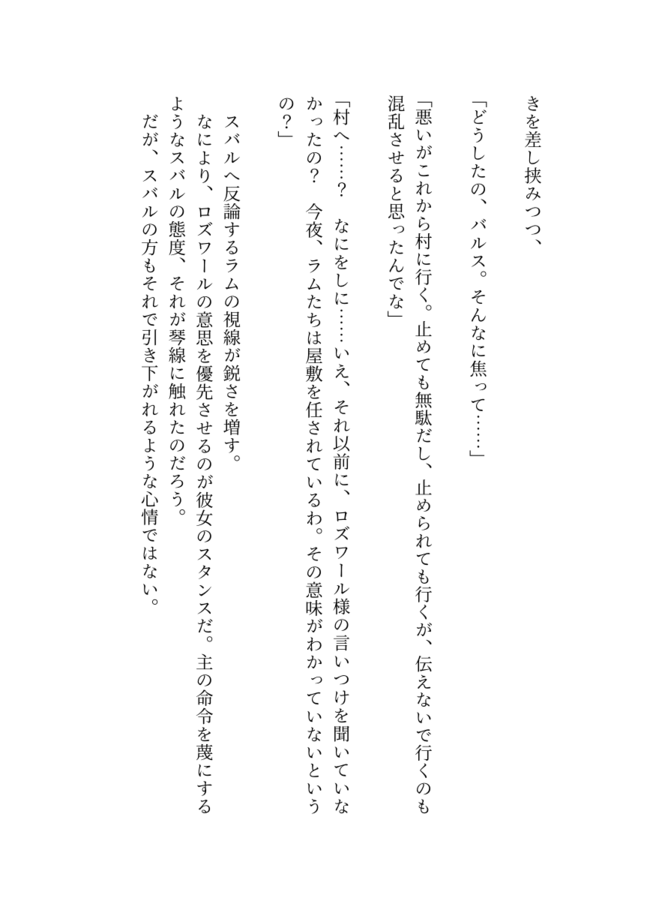 きを差し挟みつつ、
「どうしたの、バルス。そんなに焦って……」
「悪いがこれから村に行く。止めても無駄だし、止められても行くが、伝えないで行くのも
混乱させると思ったんでな」
「村へ……？　なにをしに……いえ、それ以前に、ロズワール様の言いつけを聞いていな
かったの？　今夜、ラムたちは屋敷を任されているわ。その意味がわかっていないという
の？」
　スバルへ反論するラムの視線が鋭さを増す。
　なにより、ロズワールの意思を優先させるのが彼女のスタンスだ。主の命令を蔑にする
ようなスバルの態度、それが琴線に触れたのだろう。
　だが、スバルの方もそれで引き下がれるような心情ではない。